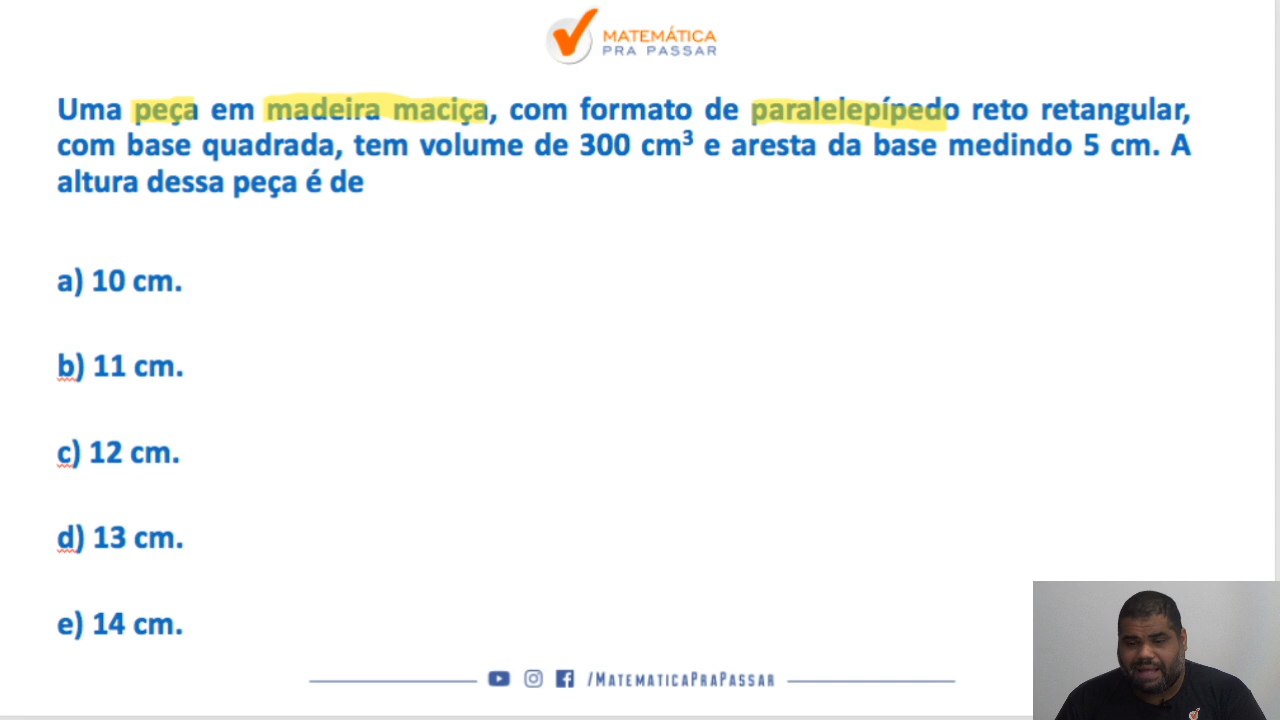 MATEMÁTICA
PRA PASSAR
Uma peça em madeira maciça, com formato de paralelepípedo reto retangular,
com base quadrada, tem volume de 300 cm³ e aresta da base medindo 5 cm. A
altura dessa peça é de
a) 10 cm.
b) 11 cm.
c) 12 cm.
d) 13 cm.
e) 14 cm.
/MATEMATICAPRAPASSAR